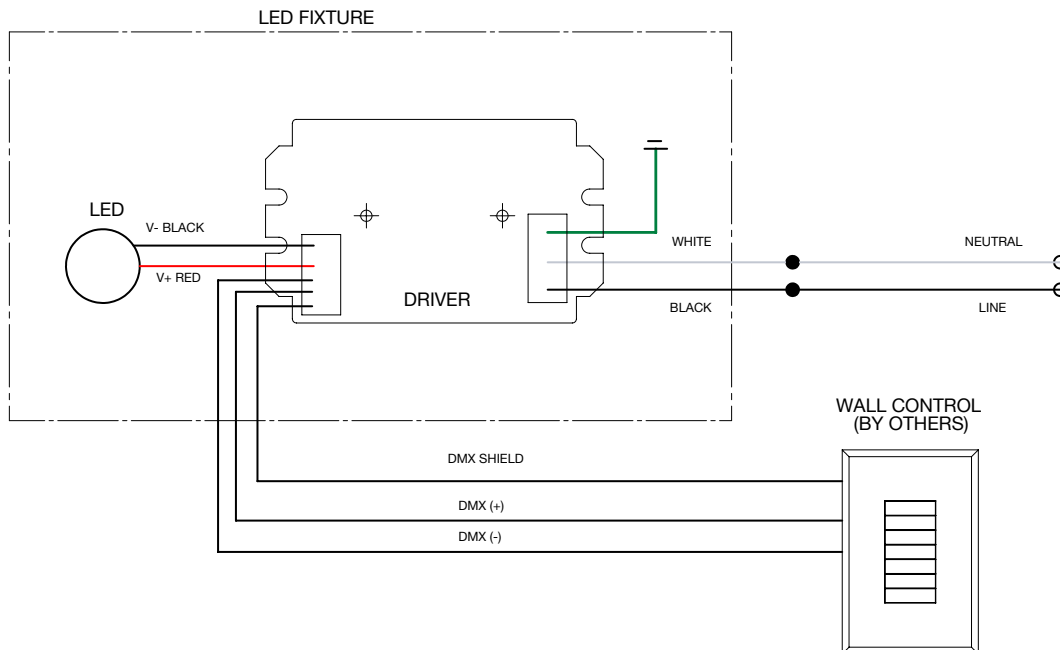 LED FIXTURE
LED
V- BLACK
V+ RED
DRIVER
WHITE
NEUTRAL
BLACK
LINE
WALL CONTROL
(BY OTHERS)
DMX SHIELD
DMX (+)
DMX (-)